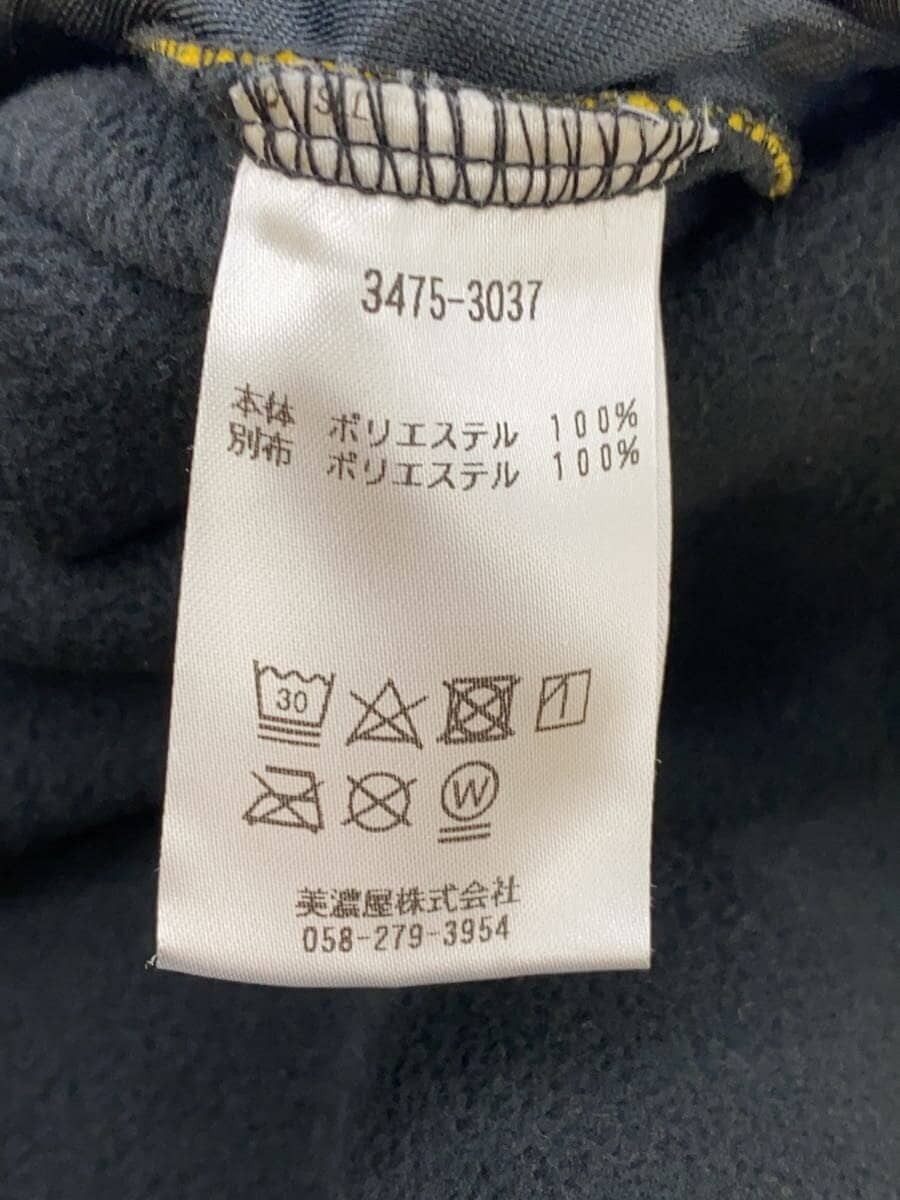 3475-3037
本体 ポリエステル 100%
別布 ポリエステル 100%
30
W
美濃屋株式会社
058-279-3954